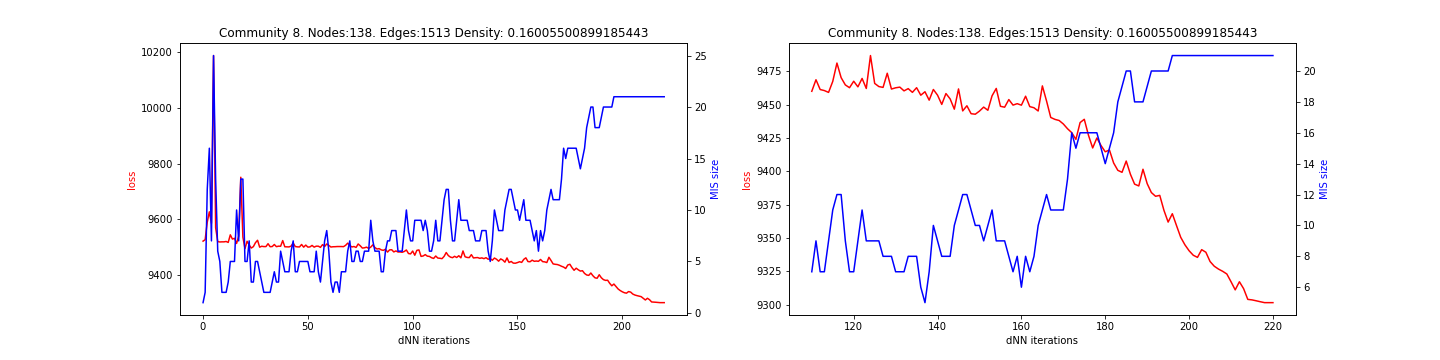 Community 8. Nodes:138. Edges:1513 Density: 0.16005500899185443
10200
10000
9800
9600
9400
loss
25
20
15
10
5
0
MIS size
0 50 100 150 200
dNN iterations
Community 8. Nodes:138. Edges:1513 Density: 0.16005500899185443
9475
9450
9425
9400
9375
9350
9325
9300
loss
20
18
16
14
12
10
8
6
MIS size
120 140 160 180 200 220
dNN iterations